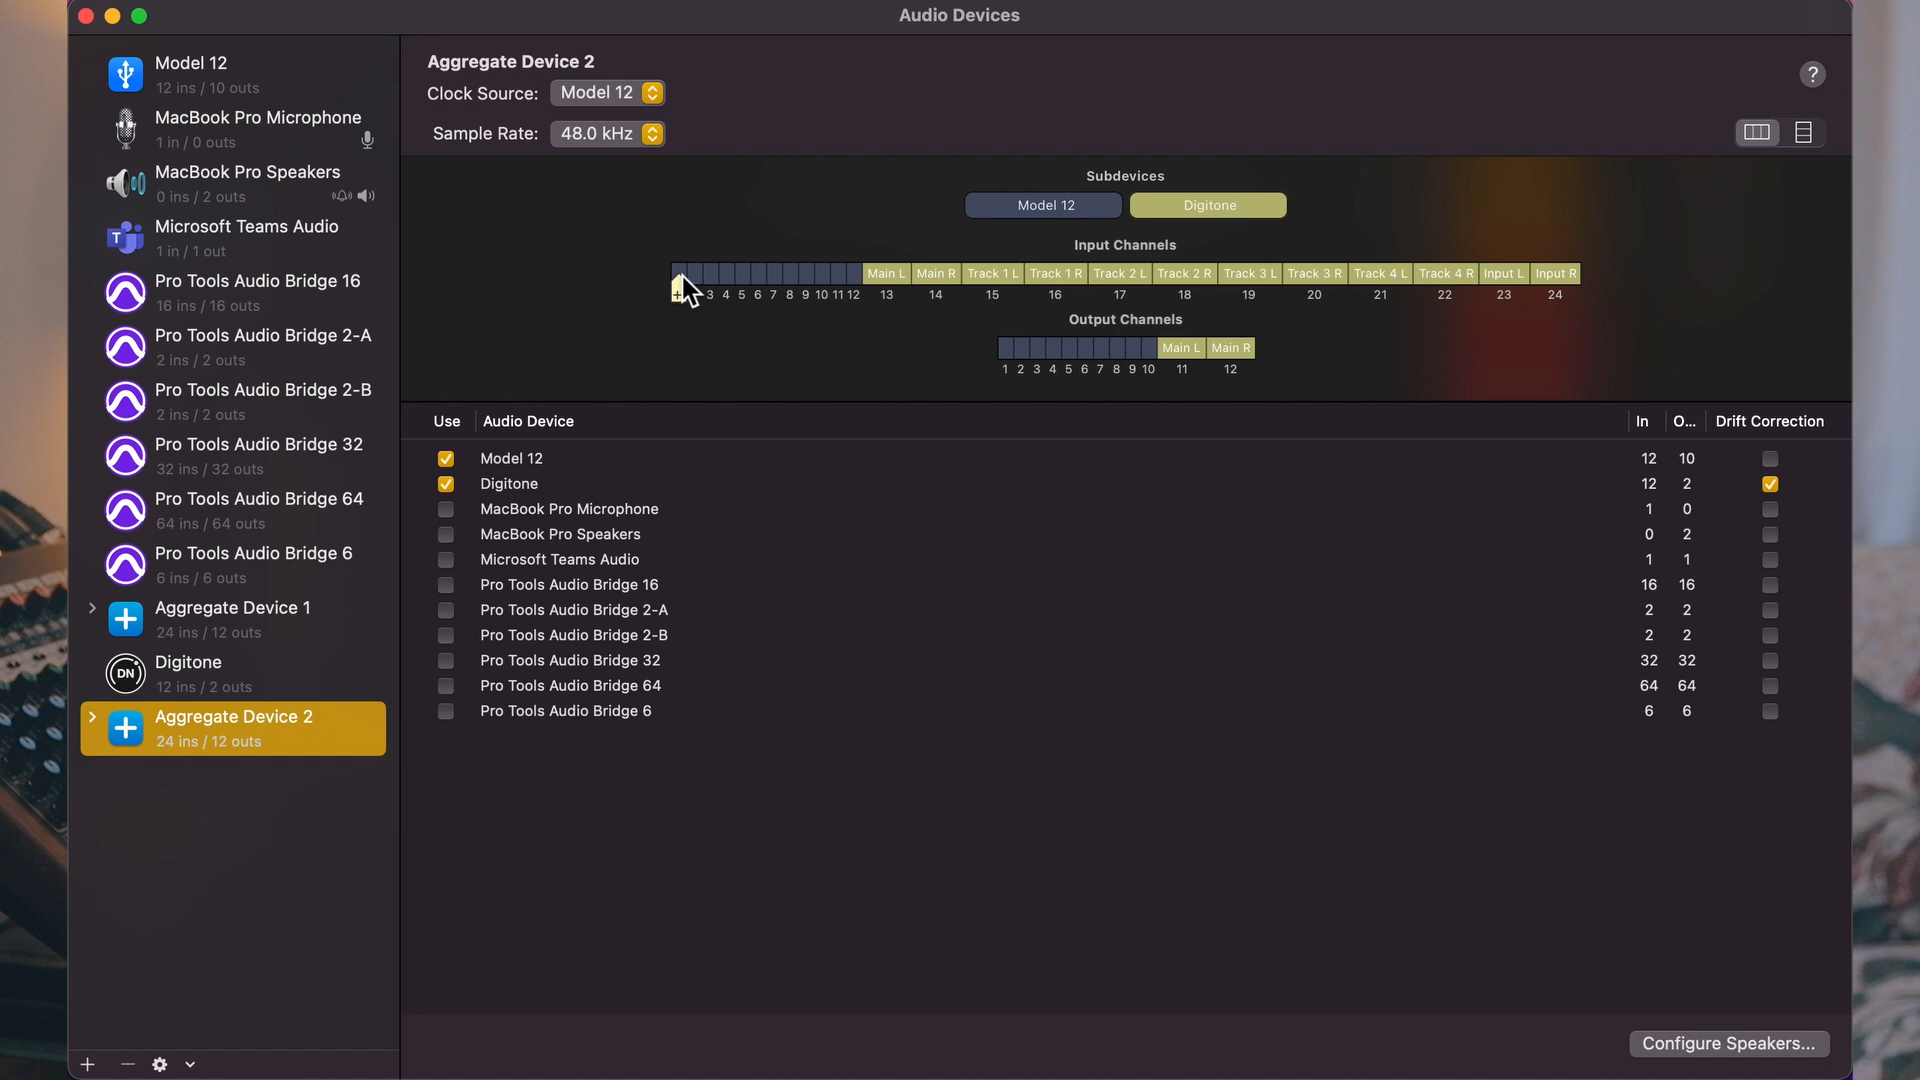 Audio Devices
Model 12
12 ins / 10 outs
MacBook Pro Microphone
1 in / 0 outs
MacBook Pro Speakers
0 ins / 2 outs
Microsoft Teams Audio
1 in / 1 out
Pro Tools Audio Bridge 16
16 ins / 16 outs
Pro Tools Audio Bridge 2-A
2 ins / 2 outs
Pro Tools Audio Bridge 2-B
2 ins / 2 outs
Pro Tools Audio Bridge 32
32 ins / 32 outs
Pro Tools Audio Bridge 64
64 ins / 64 outs
Pro Tools Audio Bridge 6
6 ins / 6 outs
Aggregate Device 1
24 ins / 12 outs
DN
Digitone
12 ins / 2 outs
Aggregate Device 2
24 ins / 12 outs
Aggregate Device 2
Clock Source: Model 12
Sample Rate: 48.0 kHz
?
Subdevices
Model 12 Digitone
Input Channels
Main L Main R Track 1 L Track 1 R Track 2 L Track 2 R Track 3 L Track 3 R Track 4 L Track 4 R Input L Input R
3 4 5 6 7 8 9 10 11 12 13 14 15 16 17 18 19 20 21 22 23 24
Output Channels
Main L Main R
1 2 3 4 5 6 7 8 9 10 11 12
Use Audio Device In O... Drift Correction
Model 12 12 10
Digitone 12 2
MacBook Pro Microphone 1 0
MacBook Pro Speakers 0 2
Microsoft Teams Audio 1 1
Pro Tools Audio Bridge 16 16 16
Pro Tools Audio Bridge 2-A 2 2
Pro Tools Audio Bridge 2-B 2 2
Pro Tools Audio Bridge 32 32 32
Pro Tools Audio Bridge 64 64 64
Pro Tools Audio Bridge 6 6 6
Configure Speakers...